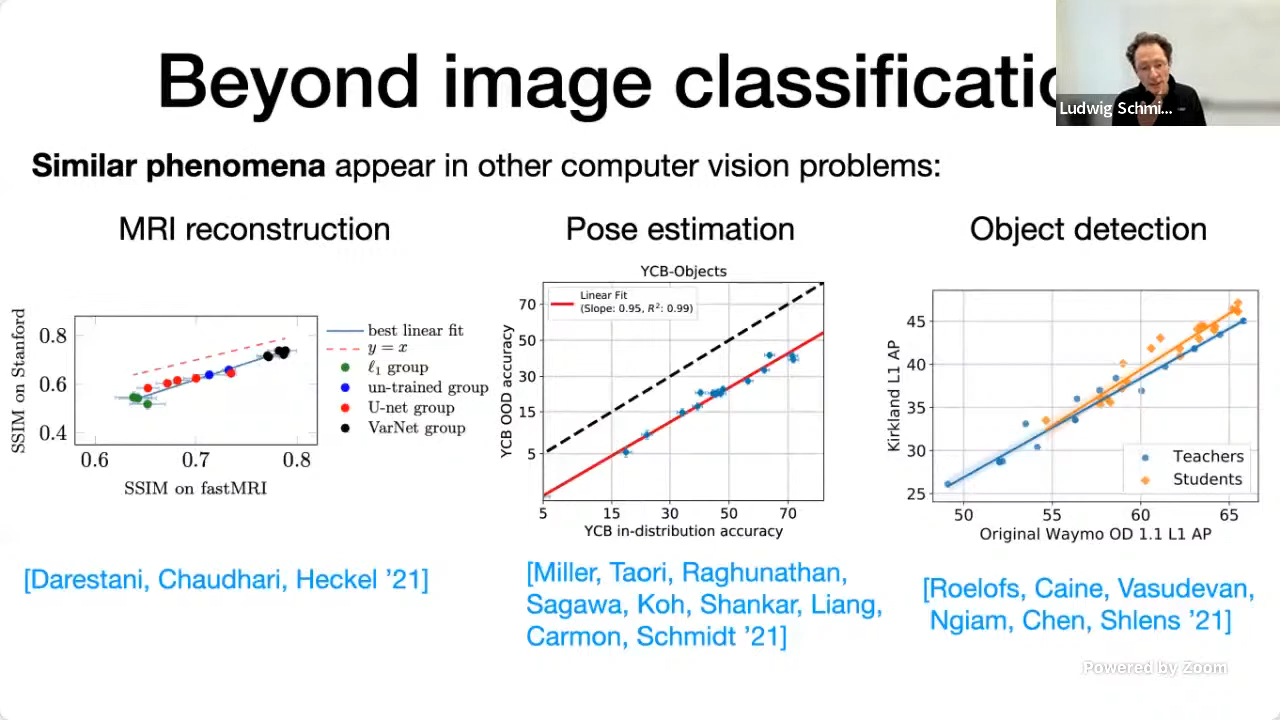 Beyond image classificatio
Ludwig Schmi...
Similar phenomena appear in other computer vision problems:
MRI reconstruction
SSIM on Stanford
0.8
0.6
0.4
0.6
0.7
0.8
SSIM on fastMRI
best linear fit
y = x
ℓ₁ group
un-trained group
U-net group
VarNet group
[Darestani, Chaudhari, Heckel ’21]
Pose estimation
YCB-Objects
Linear Fit
(Slope: 0.95, R²: 0.99)
YCB OOD accuracy
70
50
30
15
5
5
15
30
50
70
YCB in-distribution accuracy
[Miller, Taori, Raghunathan,
Sagawa, Koh, Shankar, Liang,
Carmon, Schmidt ’21]
Object detection
Kirkland L1 AP
45
40
35
30
25
Teachers
Students
50
55
60
65
Original Waymo OD 1.1 L1 AP
[Roelofs, Caine, Vasudevan,
Ngiam, Chen, Shlens ’21]
Powered by Zoom